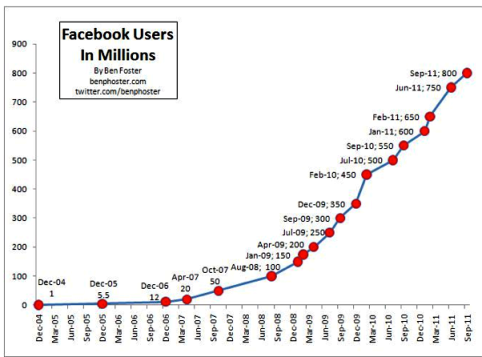 Facebook Users
In Millions
By Ben Foster
benphoster.com
twitter.com/benphoster
900
800
700
600
500
400
300
200
100
0
Dec-04
1
Dec-05
5.5
Dec-06
12
Apr-07
20
Oct-07
50
Aug-08; 100
Jan-09; 150
Apr-09; 200
Jul-09; 250
Sep-09; 300
Dec-09; 350
Feb-10; 450
Jul-10; 500
Sep-10; 550
Jan-11; 600
Feb-11; 650
Jun-11; 750
Sep-11; 800
Dec-04
Mar-05
Jun-05
Sep-05
Dec-05
Mar-06
Jun-06
Sep-06
Dec-06
Mar-07
Jun-07
Sep-07
Dec-07
Mar-08
Jun-08
Sep-08
Dec-08
Mar-09
Jun-09
Sep-09
Dec-09
Mar-10
Jun-10
Sep-10
Dec-10
Mar-11
Jun-11
Sep-11